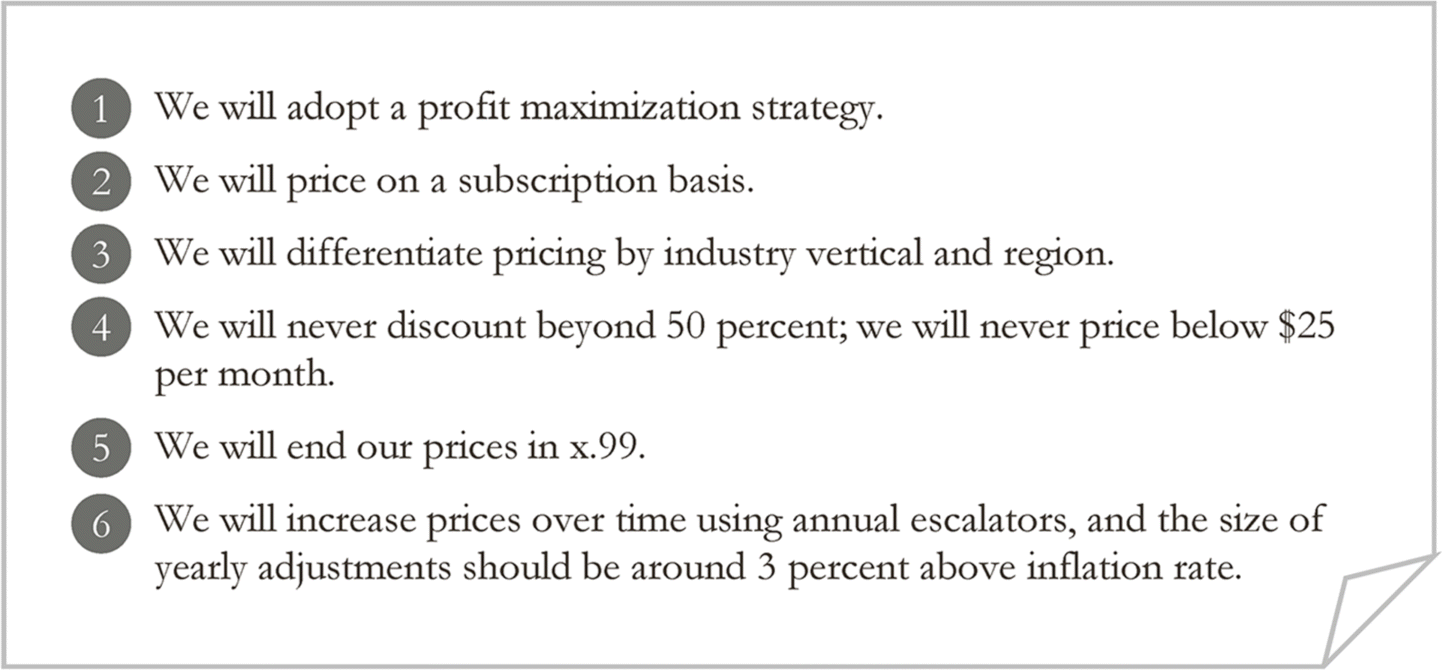 1 We will adopt a profit maximization strategy.
2 We will price on a subscription basis.
3 We will differentiate pricing by industry vertical and region.
4 We will never discount beyond 50 percent; we will never price below $25
per month.
5 We will end our prices in x.99.
6 We will increase prices over time using annual escalators, and the size of
yearly adjustments should be around 3 percent above inflation rate.